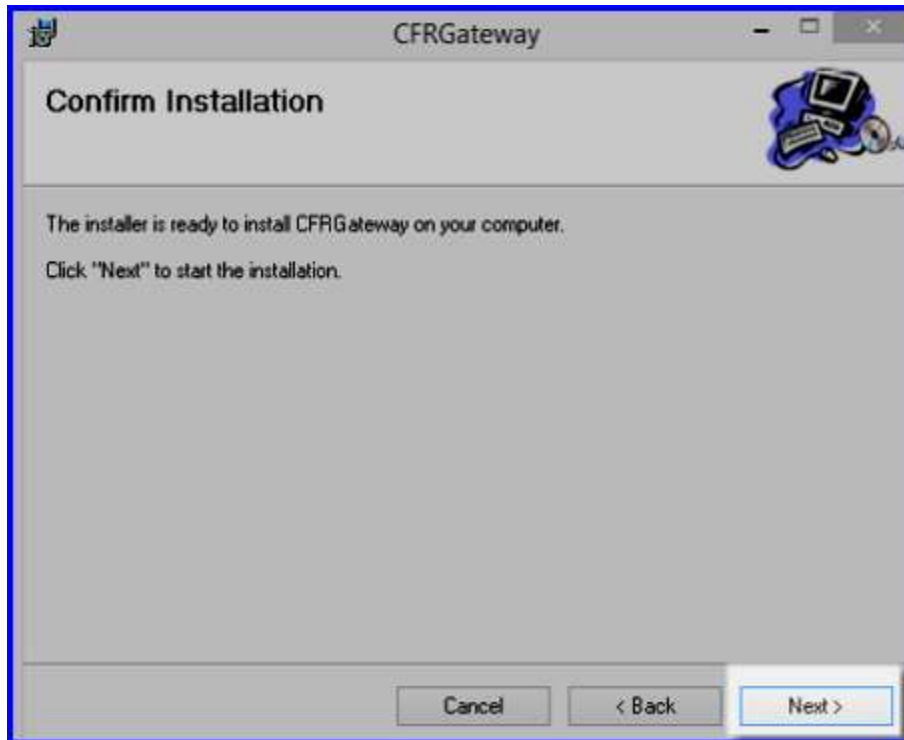 CFRGateway
Confirm Installation
The installer is ready to install CFRGateway on your computer.
Click "Next" to start the installation.
Cancel
< Back
Next >